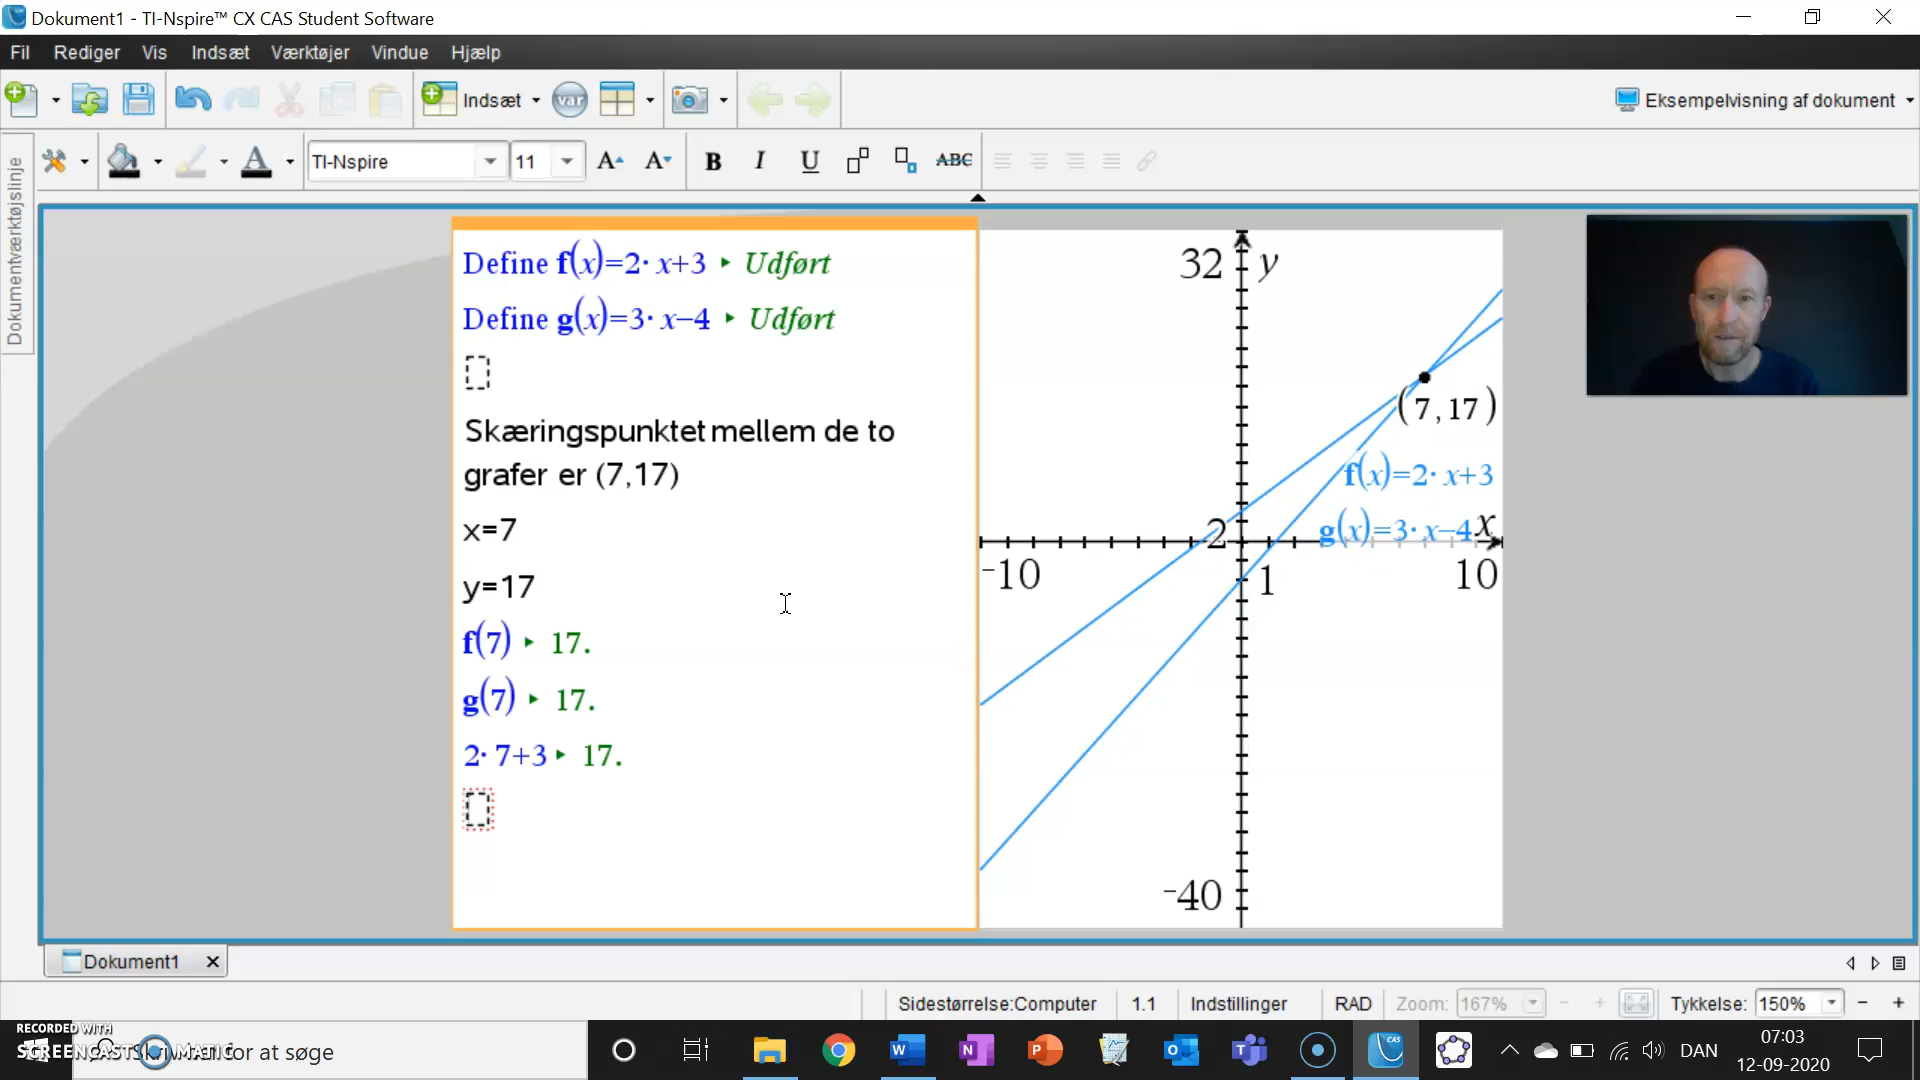 Dokument1 - TI-Nspire™ CX CAS Student Software
Fil Rediger Vis Indsæt Værktøjer Vindue Hjælp
Indsæt var Eksempelvisning af dokument
TI-Nspire 11 A A B I U ABC
Dokumentværktøjslinje
Define f(x)=2·x+3 ▸ Udført
Define g(x)=3·x−4 ▸ Udført
Skæringspunktet mellem de to
grafer er (7,17)
x=7
y=17
f(7) ▸ 17.
g(7) ▸ 17.
2·7+3 ▸ 17.
32 y
(7,17)
f(x)=2·x+3
g(x)=3·x−4 x
2
-10 1 10
-40
Dokument1
Sidestørrelse:Computer 1.1 Indstillinger RAD Zoom: 167% Tykkelse: 150%
RECORDED WITH
SCREENCAST MATIC
for at søge
CAS
DAN
07:03
12-09-2020